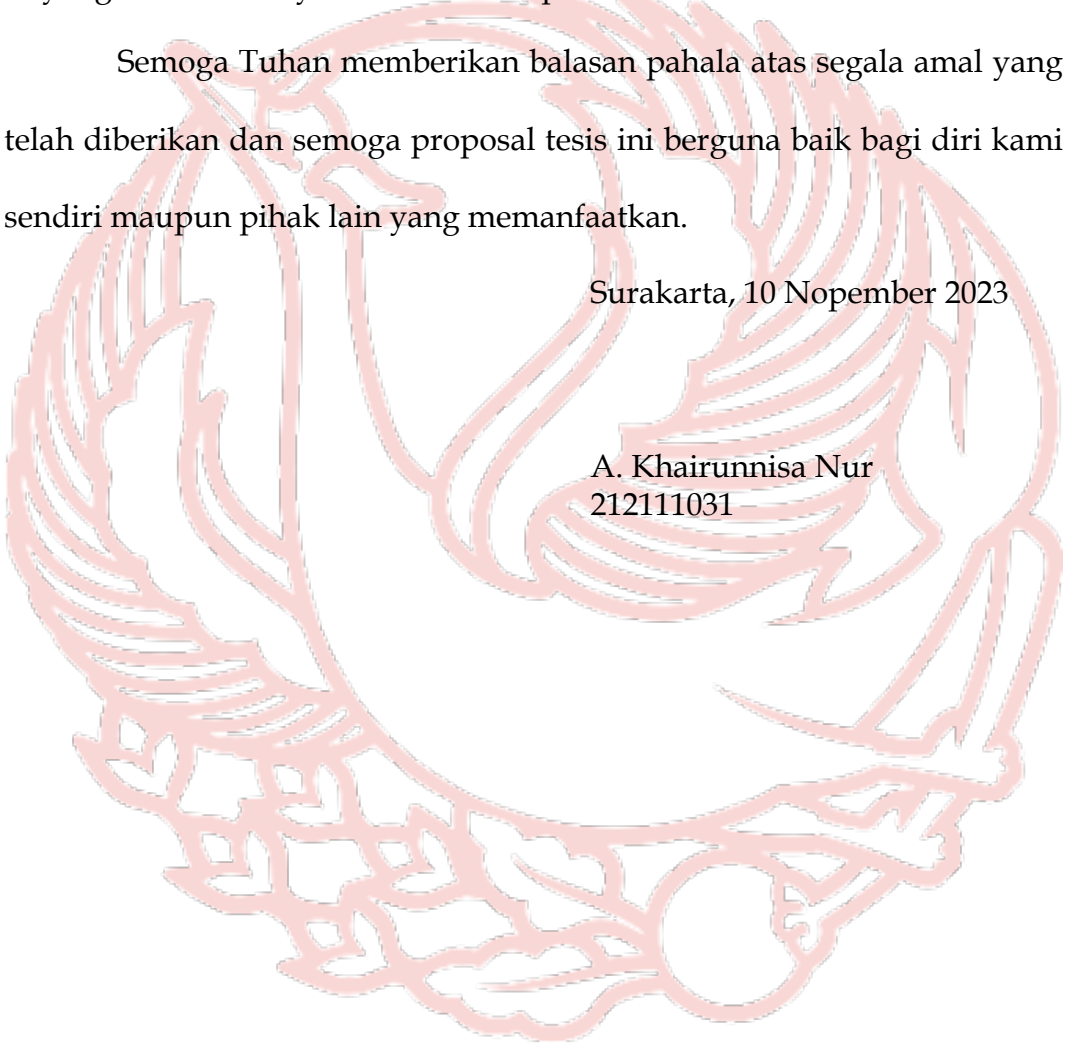 Semoga Tuhan memberikan balasan pahala atas segala amal yang
telah diberikan dan semoga proposal tesis ini berguna baik bagi diri kami
sendiri maupun pihak lain yang memanfaatkan.
Surakarta, 10 Nopember 2023
A. Khairunnisa Nur
212111031